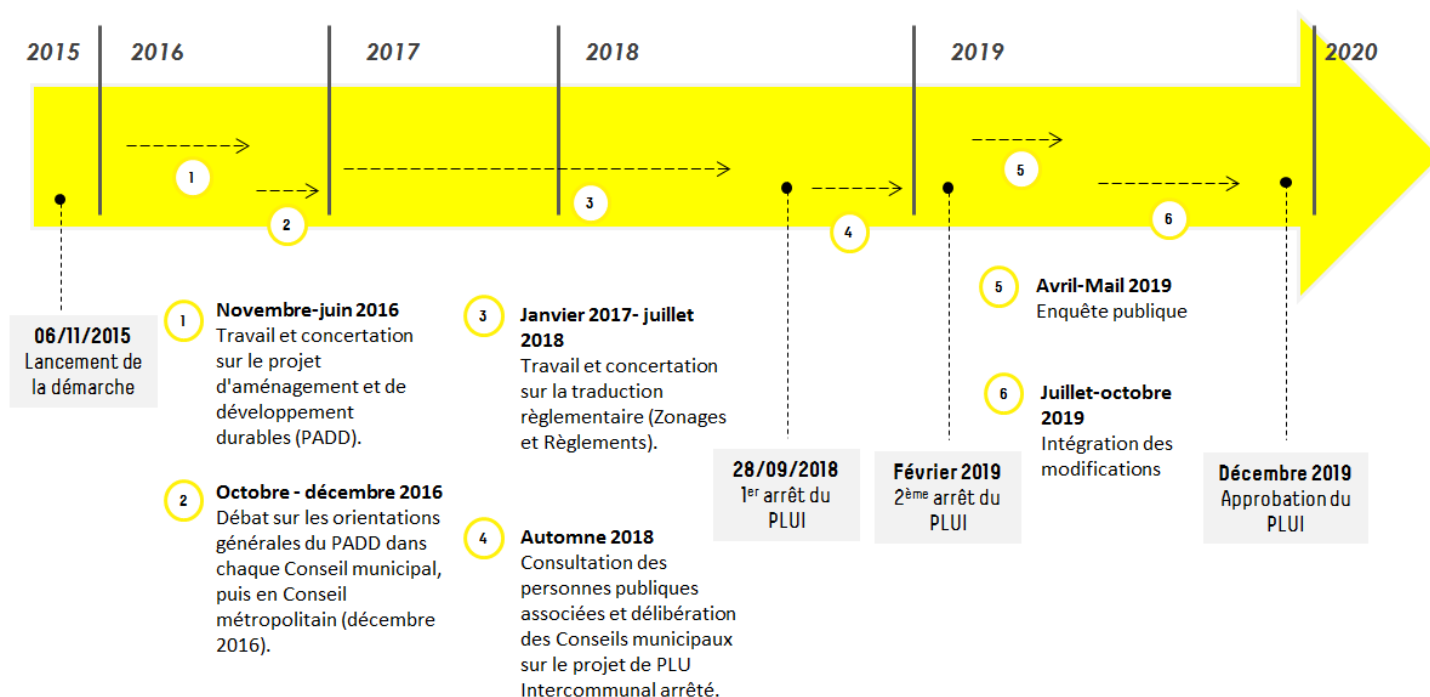 2015
2016
2017
2018
2019
2020
1
2
3
4
5
6
06/11/2015
Lancement de
la démarche
1
Novembre-juin 2016
Travail et concertation
sur le projet
d'aménagement et de
développement
durables (PADD).
2
Octobre - décembre 2016
Débat sur les orientations
générales du PADD dans
chaque Conseil municipal,
puis en Conseil
métropolitain (décembre
2016).
3
Janvier 2017- juillet
2018
Travail et concertation
sur la traduction
règlementaire (Zonages
et Règlements).
4
Automne 2018
Consultation des
personnes publiques
associées et délibération
des Conseils municipaux
sur le projet de PLU
Intercommunal arrêté.
28/09/2018
1er arrêt du
PLUI
Février 2019
2ème arrêt du
PLUI
5
Avril-Mail 2019
Enquête publique
6
Juillet-octobre
2019
Intégration des
modifications
Décembre 2019
Approbation du
PLUI